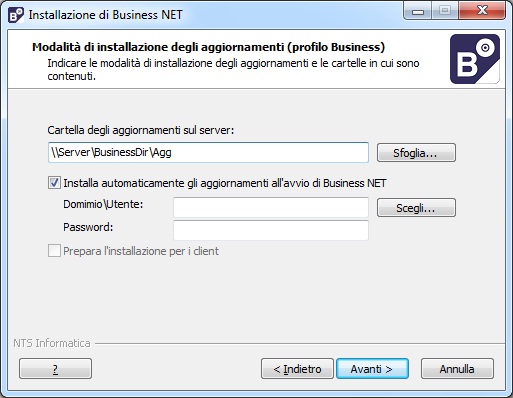 Installazione di Business NET
Modalità di installazione degli aggiornamenti (profilo Business)
Indicare le modalità di installazione degli aggiornamenti e le cartelle in cui sono
contenuti.
B
Cartella degli aggiornamenti sul server:
\\Server\BusinessDir\Agg
Sfoglia...
Installa automaticamente gli aggiornamenti all'avvio di Business NET
Domimio\Utente:
Scegli...
Password:
Prepara l'installazione per i client
NTS Informatica
?
< Indietro
Avanti >
Annulla